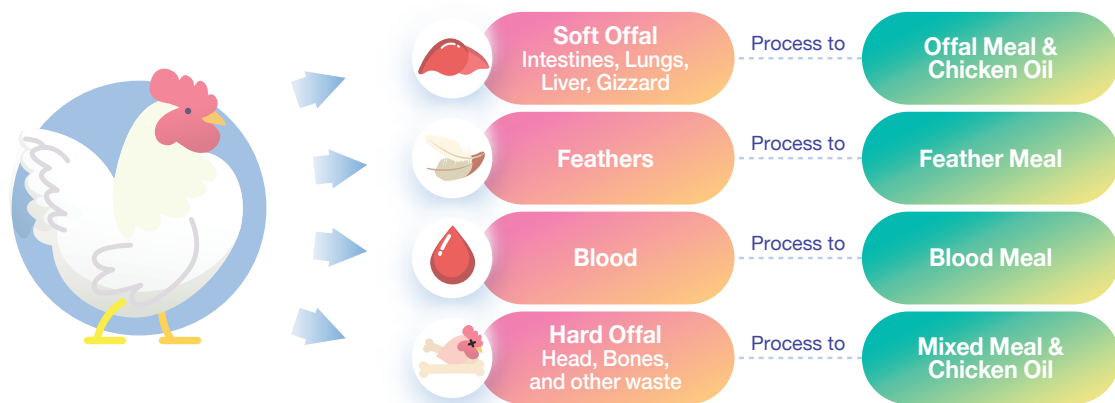 Soft Offal
Intestines, Lungs,
Liver, Gizzard
Process to
Offal Meal &
Chicken Oil
Feathers
Process to
Feather Meal
Blood
Process to
Blood Meal
Hard Offal
Head, Bones,
and other waste
Process to
Mixed Meal &
Chicken Oil